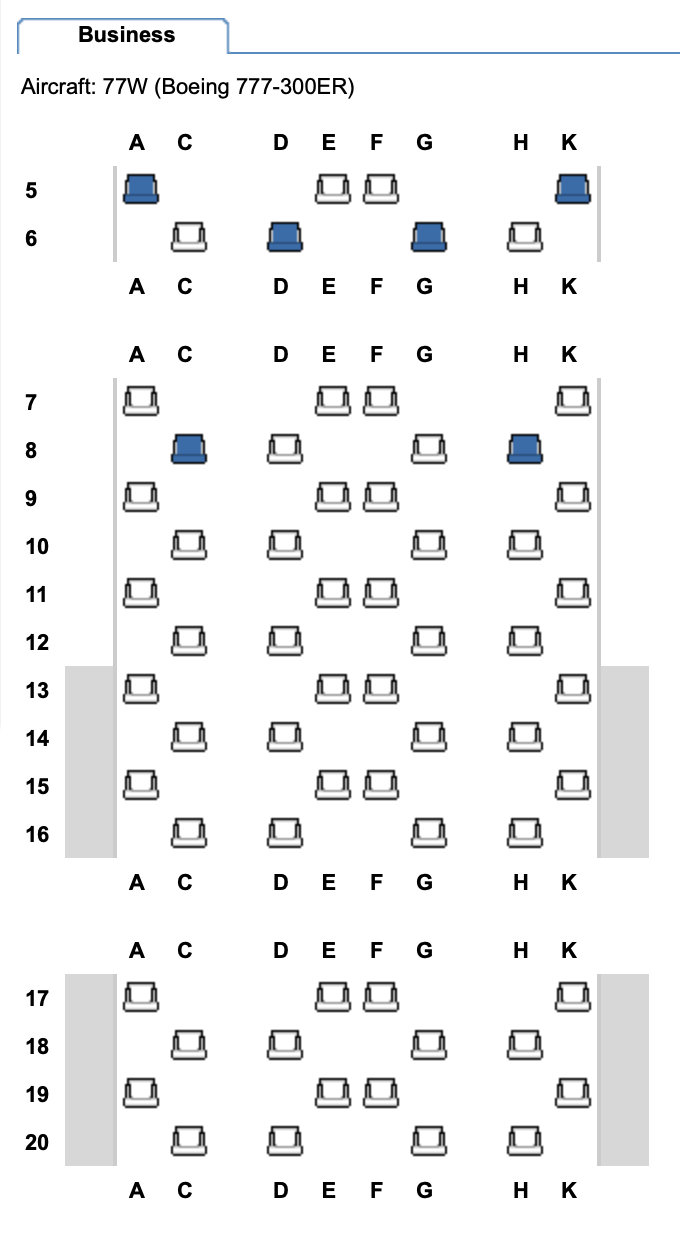 Business
Aircraft: 77W (Boeing 777-300ER)
A C D E F G H K
5
6
A C D E F G H K
A C D E F G H K
7
8
9
10
11
12
13
14
15
16
A C D E F G H K
A C D E F G H K
17
18
19
20
A C D E F G H K